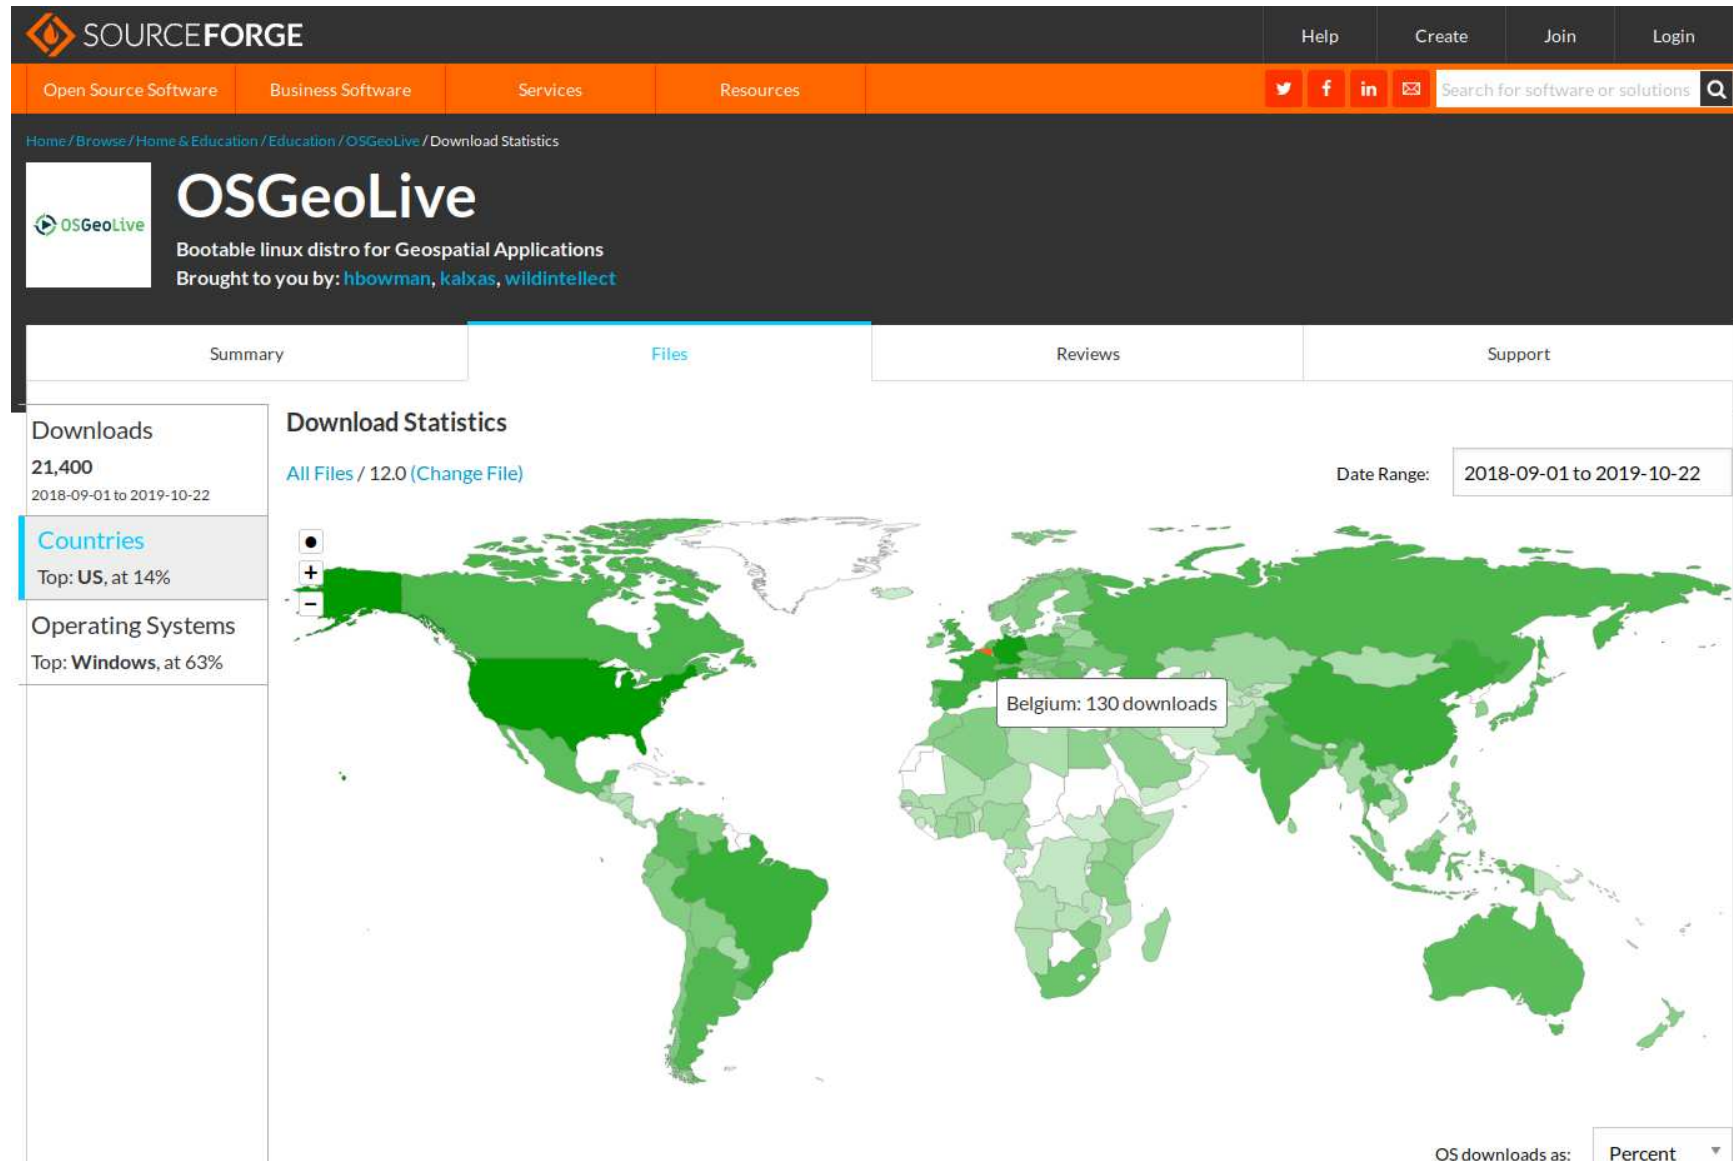 SOURCEFORGE
Help Create Join Login
Open Source Software Business Software Services Resources
Search for software or solutions
Home / Browse / Home & Education / Education / OSGeoLive / Download Statistics
OSGeoLive
OSGeoLive
Bootable linux distro for Geospatial Applications
Brought to you by: hbowman, kalxas, wildintellect
Summary Files Reviews Support
Downloads
21,400
2018-09-01 to 2019-10-22
Countries
Top: US, at 14%
Operating Systems
Top: Windows, at 63%
Download Statistics
All Files / 12.0 (Change File)
Date Range: 2018-09-01 to 2019-10-22
Belgium: 130 downloads
OS downloads as: Percent